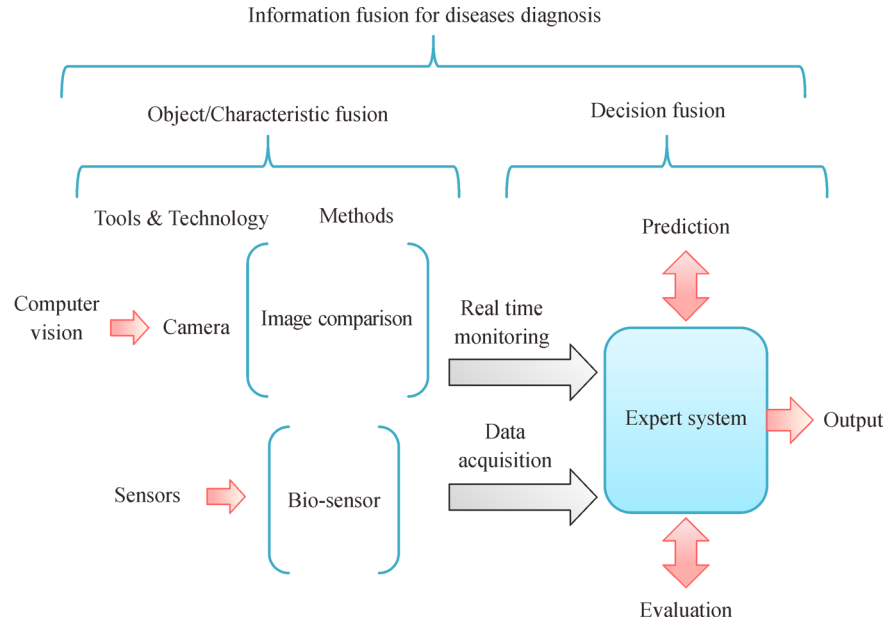 Information fusion for diseases diagnosis
Object/Characteristic fusion
Decision fusion
Tools & Technology
Methods
Prediction
Computer
vision
Camera
Image comparison
Real time
monitoring
Expert system
Output
Data
acquisition
Sensors
Bio-sensor
Evaluation